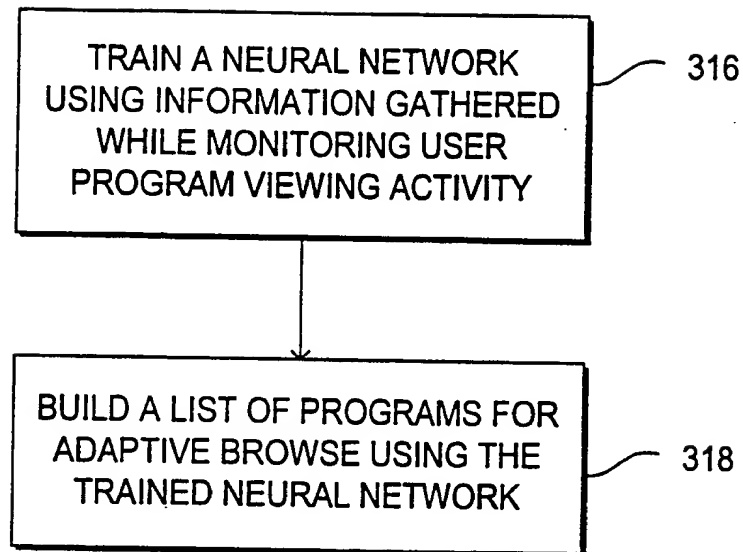 TRAIN A NEURAL NETWORK
USING INFORMATION GATHERED
WHILE MONITORING USER
PROGRAM VIEWING ACTIVITY
316
BUILD A LIST OF PROGRAMS FOR
ADAPTIVE BROWSE USING THE
TRAINED NEURAL NETWORK
318